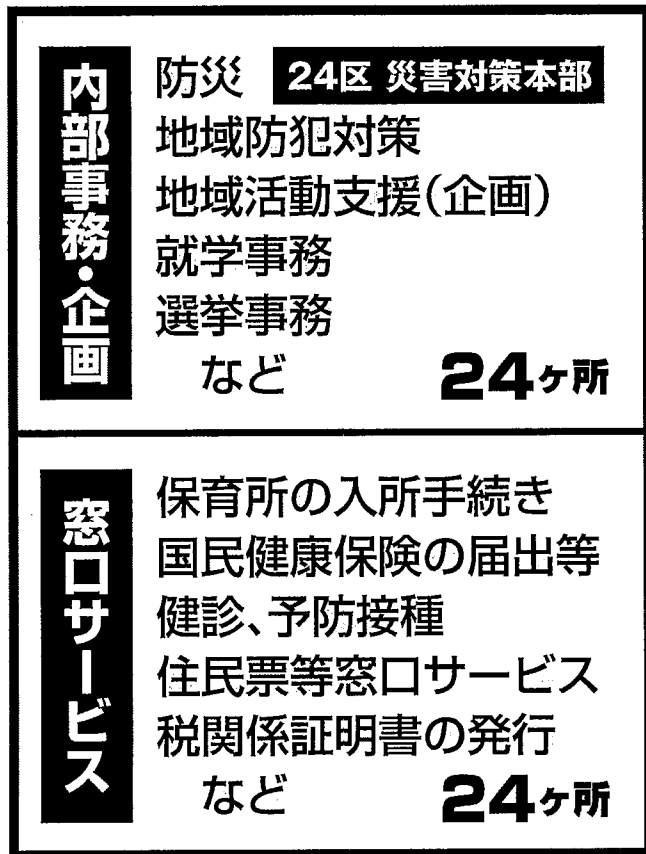 内部事務・企画
防災 24区 災害対策本部
地域防犯対策
地域活動支援(企画)
就学事務
選挙事務
など 24ヶ所
窓口サービス
保育所の入所手続き
国民健康保険の届出等
健診、予防接種
住民票等窓口サービス
税関係証明書の発行
など 24ヶ所